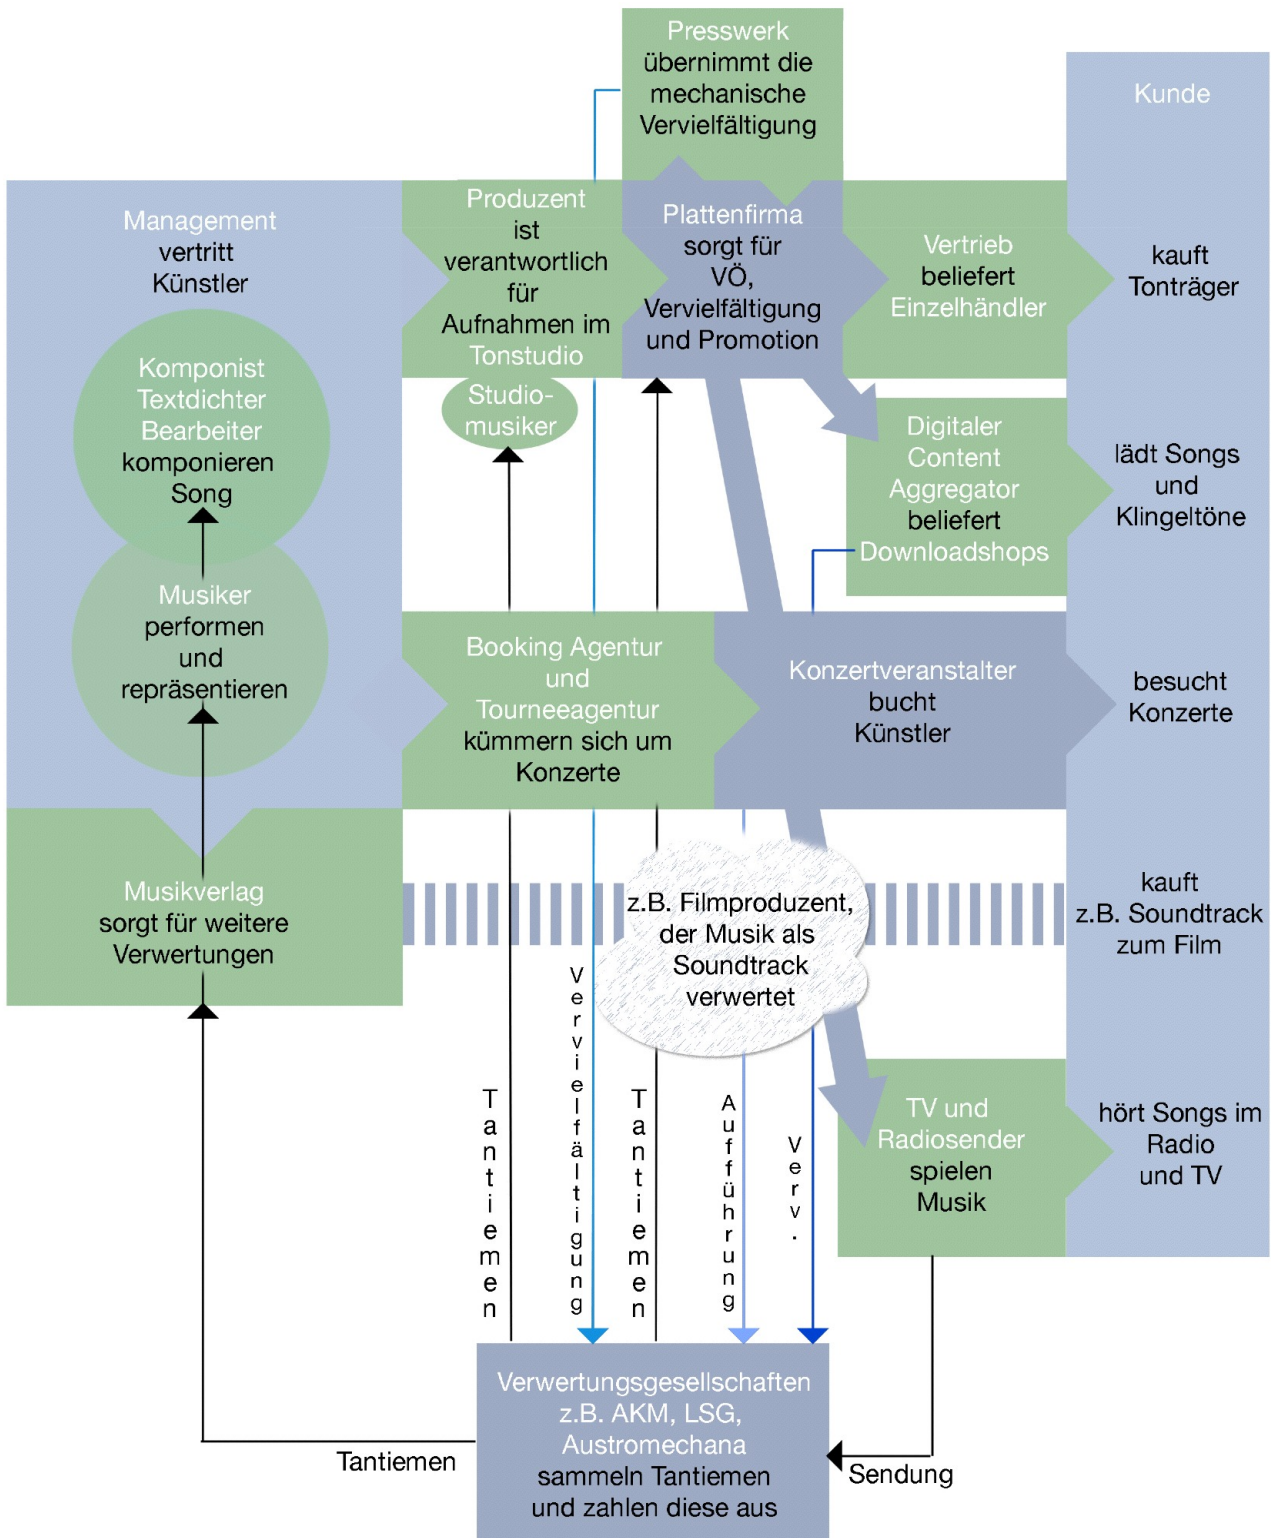 Presswerk
übernimmt die
mechanische
Vervielfältigung
Kunde
Management
vertritt
Künstler
Produzent
ist
verantwortlich
für
Aufnahmen im
Tonstudio
Plattenfirma
sorgt für
VÖ,
Vervielfältigung
und Promotion
Vertrieb
beliefert
Einzelhändler
kauft
Tonträger
Komponist
Textdichter
Bearbeiter
komponieren
Song
Studio-
musiker
Digitaler
Content
Aggregator
beliefert
Downloadshops
lädt Songs
und
Klingeltöne
Musiker
performen
und
repräsentieren
Booking Agentur
und
Tourneeagentur
kümmern sich um
Konzerte
Konzertveranstalter
bucht
Künstler
besucht
Konzerte
Musikverlag
sorgt für weitere
Verwertungen
z.B. Filmproduzent,
der Musik als
Soundtrack
verwertet
kauft
z.B. Soundtrack
zum Film
Tantiemen
Vervielfältigung
Tantiemen
Aufführung
Verv.
TV und
Radiosender
spielen
Musik
hört Songs im
Radio
und TV
Verwertungsgesellschaften
z.B. AKM, LSG,
Austromechana
sammeln Tantiemen
und zahlen diese aus
Tantiemen
Sendung